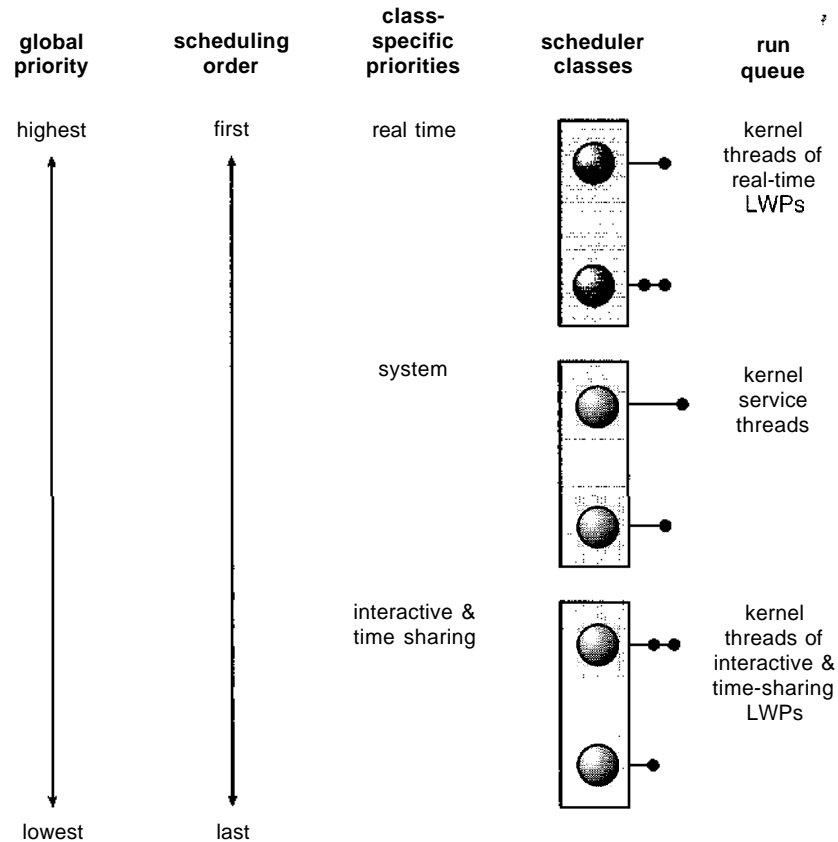 global
priority
scheduling
order
class-
specific
priorities
scheduler
classes
run
queue
highest
first
real time
kernel
threads of
real-time
LWPs
system
kernel
service
threads
interactive &
time sharing
kernel
threads of
interactive &
time-sharing
LWPs
lowest
last